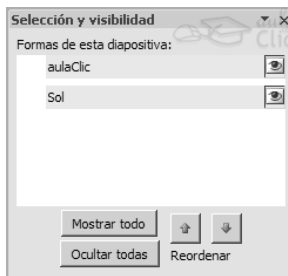 Selección y visibilidad
Formas de esta diapositiva:
aulaClic
Sol
Mostrar todo
Ocultar todas
Reordenar